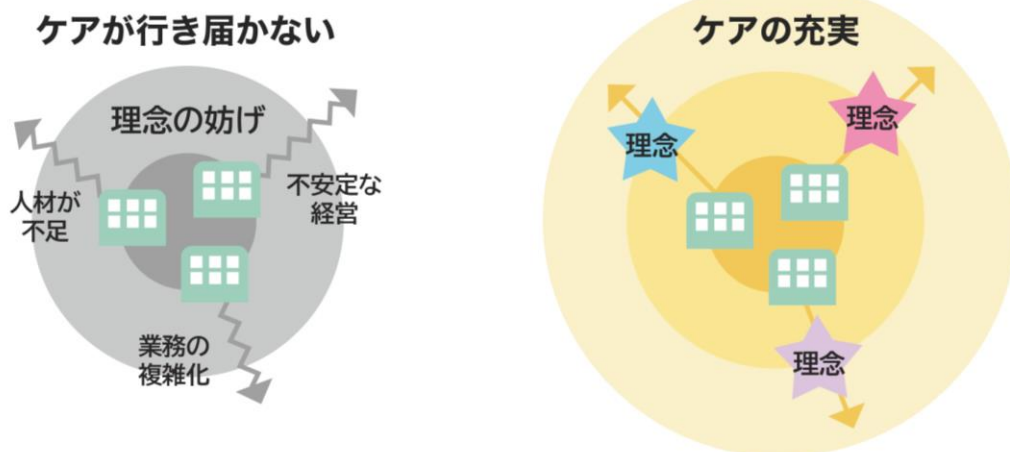 ケアが行き届かない
理念の妨げ
人材が
不足
不安定な
経営
業務の
複雑化
ケアの充実
理念
理念
理念